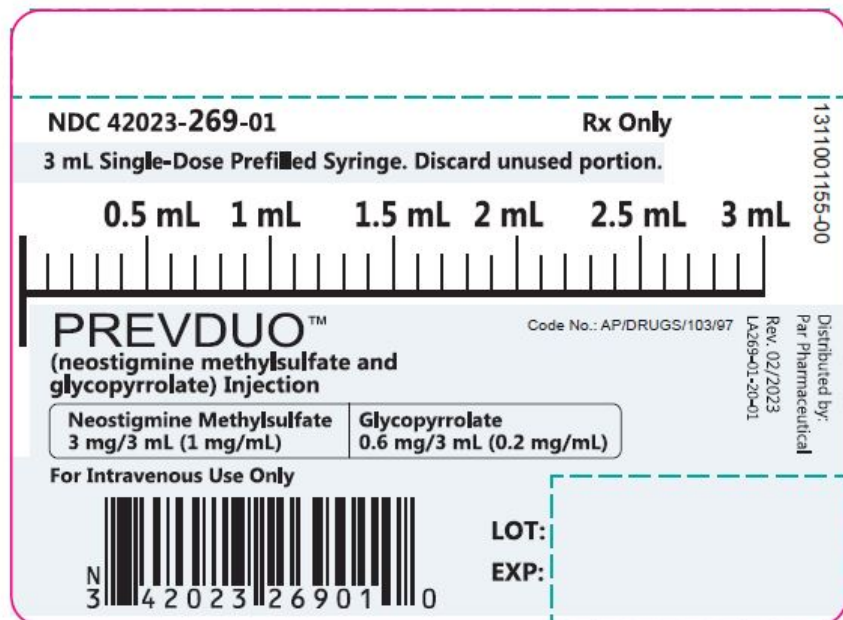 NDC 42023-269-01 Rx Only
3 mL Single-Dose Prefilled Syringe. Discard unused portion.
0.5 mL 1 mL 1.5 mL 2 mL 2.5 mL 3 mL
PREVDUO™
Code No.: AP/DRUGS/103/97
(neostigmine methylsulfate and
glycopyrrolate) Injection
Neostigmine Methylsulfate
3 mg/3 mL (1 mg/mL)
Glycopyrrolate
0.6 mg/3 mL (0.2 mg/mL)
For Intravenous Use Only
N
3 42023 26901 0
LOT:
EXP:
1311001155-00
Distributed by:
Par Pharmaceutical
Rev. 02/2023
LA269-01-20-01